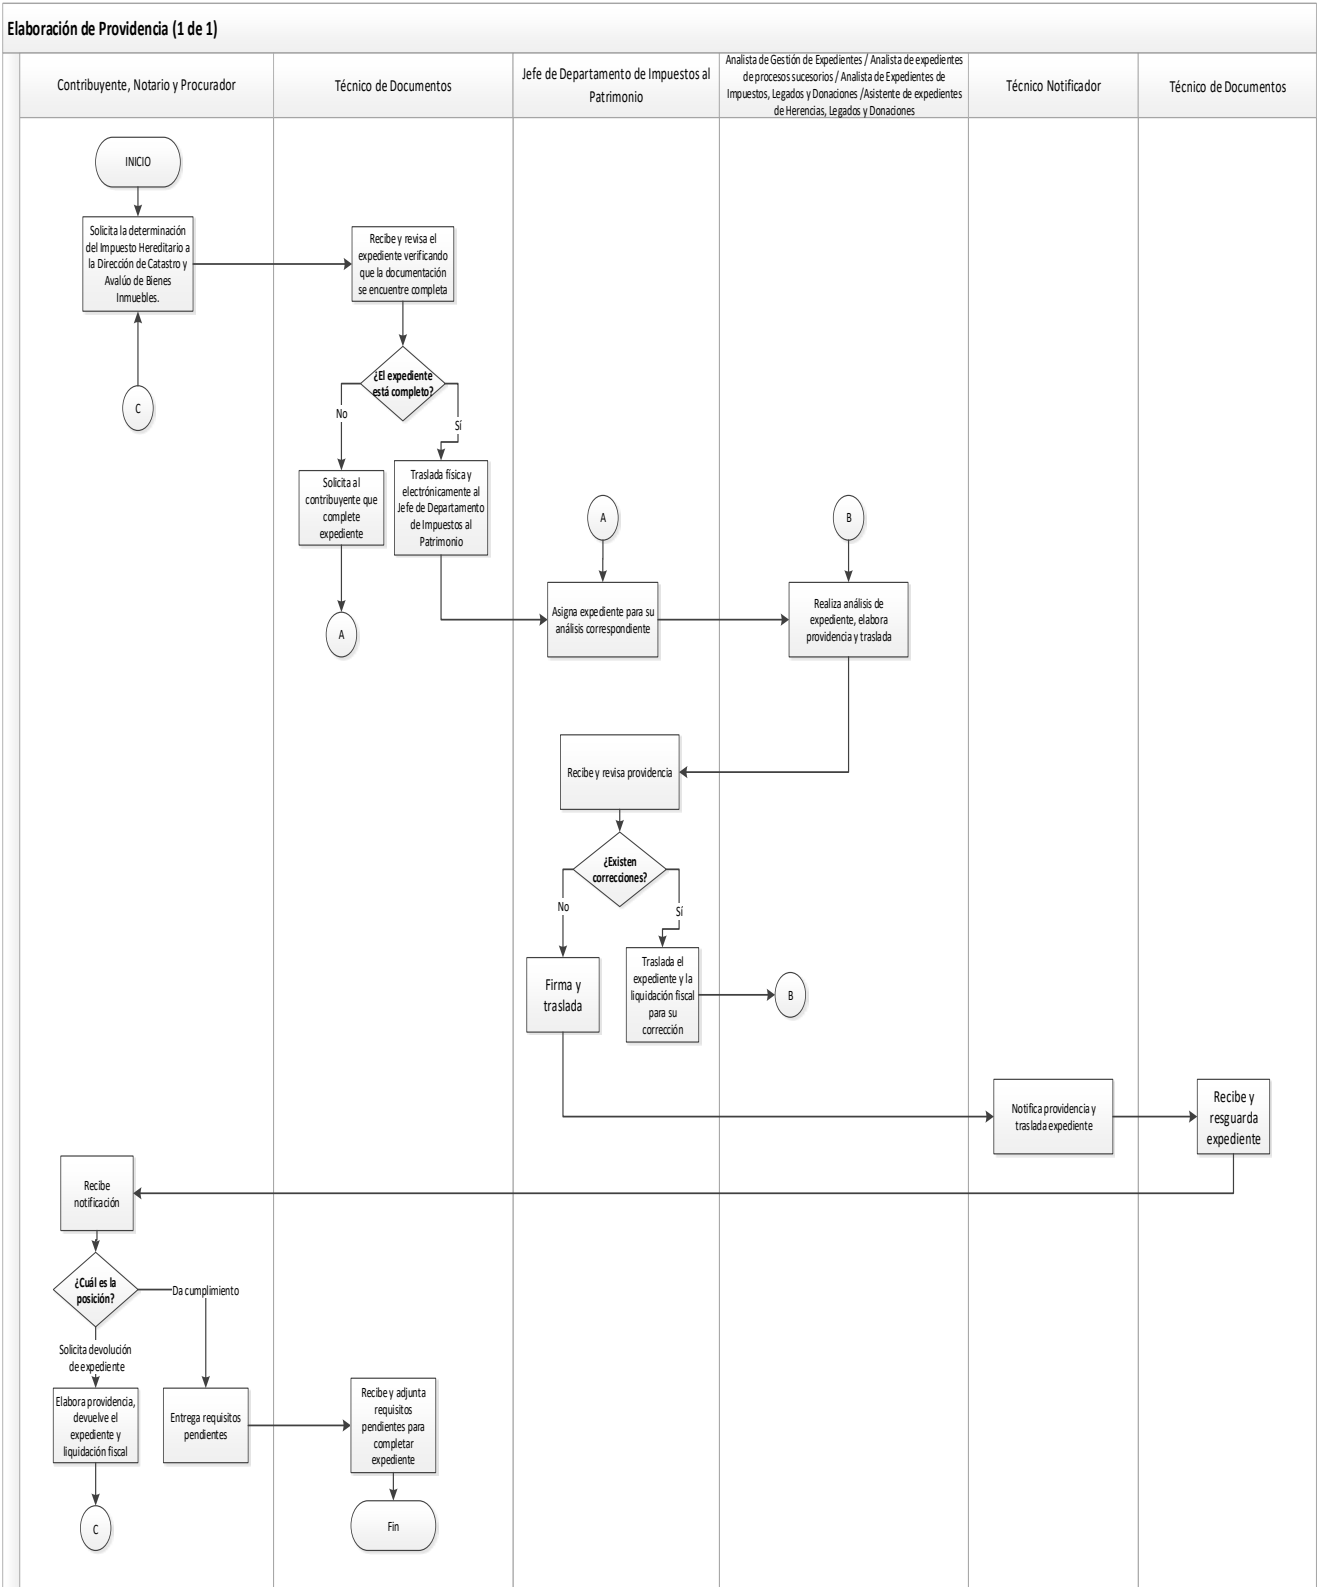 Elaboración de Providencia (1 de 1)
Contribuyente, Notario y Procurador
Técnico de Documentos
Jefe de Departamento de Impuestos al
Patrimonio
Analista de Gestión de Expedientes / Analista de expedientes
de procesos sucesorios / Analista de Expedientes de
Impuestos, Legados y Donaciones /Asistente de expedientes
de Herencias, Legados y Donaciones
Técnico Notificador
Técnico de Documentos
INICIO
Solicita la determinación
del Impuesto Hereditario a
la Dirección de Catastro y
Avalúo de Bienes
Inmuebles.
C
Recibe y revisa el
expediente verificando
que la documentación
se encuentre completa
¿El expediente
está completo?
No
Sí
Solicita al
contribuyente que
complete
expediente
Traslada física y
electrónicamente al
Jefe de Departamento
de Impuestos al
Patrimonio
A
A
Asigna expediente para su
análisis correspondiente
B
Realiza análisis de
expediente, elabora
providencia y traslada
Recibe y revisa providencia
¿Existen
correcciones?
No
Sí
Firma y
traslada
Traslada el
expediente y la
liquidación fiscal
para su
corrección
B
Notifica providencia y
traslada expediente
Recibe y
resguarda
expediente
Recibe
notificación
¿Cuál es la
posición?
Da cumplimiento
Solicita devolución
de expediente
Elabora providencia,
devuelve el
expediente y
liquidación fiscal
Entrega requisitos
pendientes
Recibe y adjunta
requisitos
pendientes para
completar
expediente
C
Fin